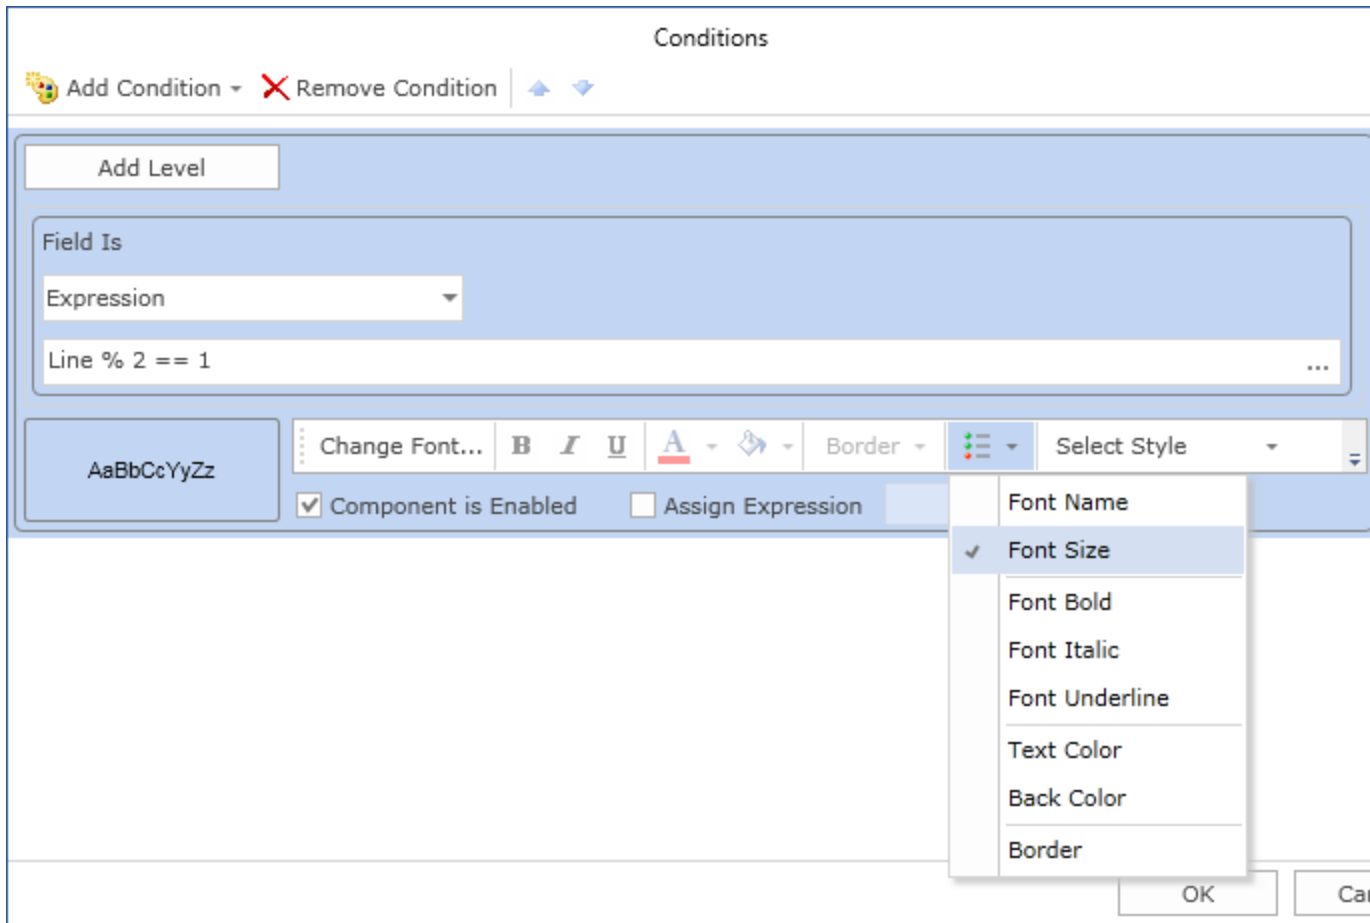 Conditions
Add Condition Remove Condition
Add Level
Field Is
Expression
Line % 2 == 1
...
AaBbCcYyZz
Change Font... B I U A Border Select Style
Component is Enabled Assign Expression
Font Name
Font Size
Font Bold
Font Italic
Font Underline
Text Color
Back Color
Border
OK Ca